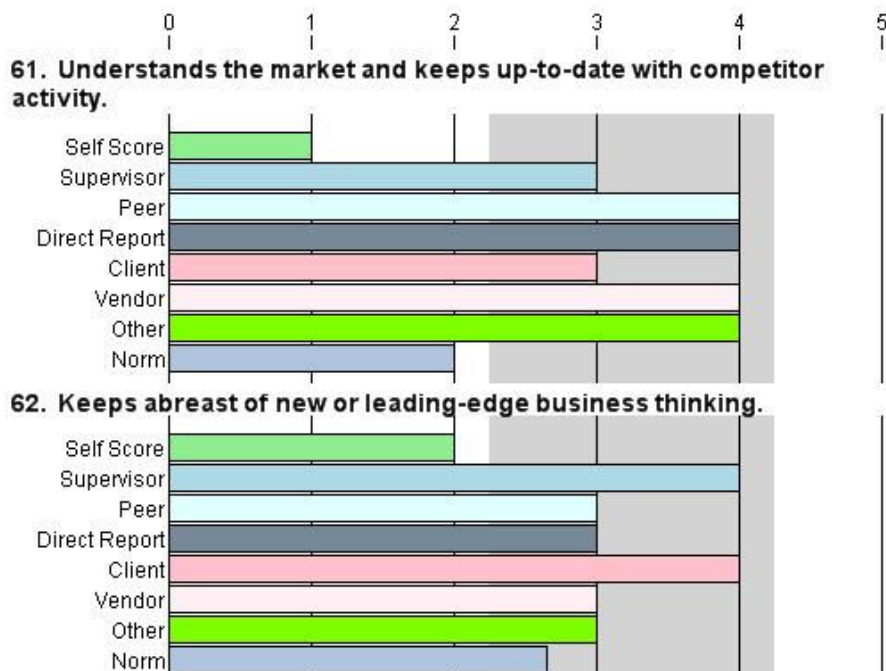 0 1 2 3 4 5
61. Understands the market and keeps up-to-date with competitor
activity.
Self Score
Supervisor
Peer
Direct Report
Client
Vendor
Other
Norm
62. Keeps abreast of new or leading-edge business thinking.
Self Score
Supervisor
Peer
Direct Report
Client
Vendor
Other
Norm